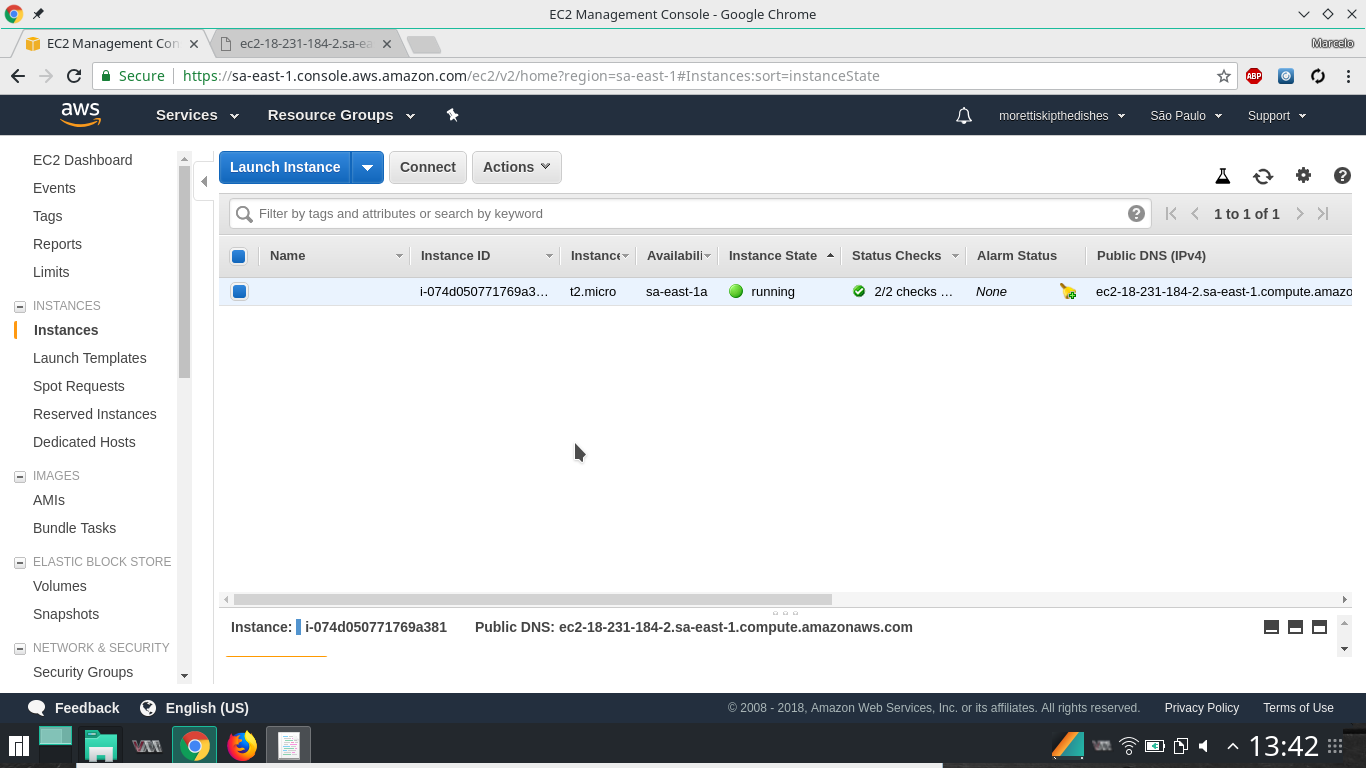 EC2 Management Console - Google Chrome
EC2 Management Con
ec2-18-231-184-2.sa-ea
Marcelo
Secure
https://sa-east-1.console.aws.amazon.com/ec2/v2/home?region=sa-east-1#Instances:sort=instanceState
ABP
aws
Services
Resource Groups
morettiskipthedishes
São Paulo
Support
EC2 Dashboard
Events
Tags
Reports
Limits
INSTANCES
Instances
Launch Templates
Spot Requests
Reserved Instances
Dedicated Hosts
IMAGES
AMIs
Bundle Tasks
ELASTIC BLOCK STORE
Volumes
Snapshots
NETWORK & SECURITY
Security Groups
Launch Instance
Connect
Actions
Filter by tags and attributes or search by keyword
1 to 1 of 1
Name
Instance ID
Instance
Availabili
Instance State
Status Checks
Alarm Status
Public DNS (IPv4)
i-074d050771769a3…
t2.micro
sa-east-1a
running
2/2 checks …
None
ec2-18-231-184-2.sa-east-1.compute.amazo
Instance: i-074d050771769a381
Public DNS: ec2-18-231-184-2.sa-east-1.compute.amazonaws.com
Feedback
English (US)
© 2008 - 2018, Amazon Web Services, Inc. or its affiliates. All rights reserved.
Privacy Policy
Terms of Use
13:42